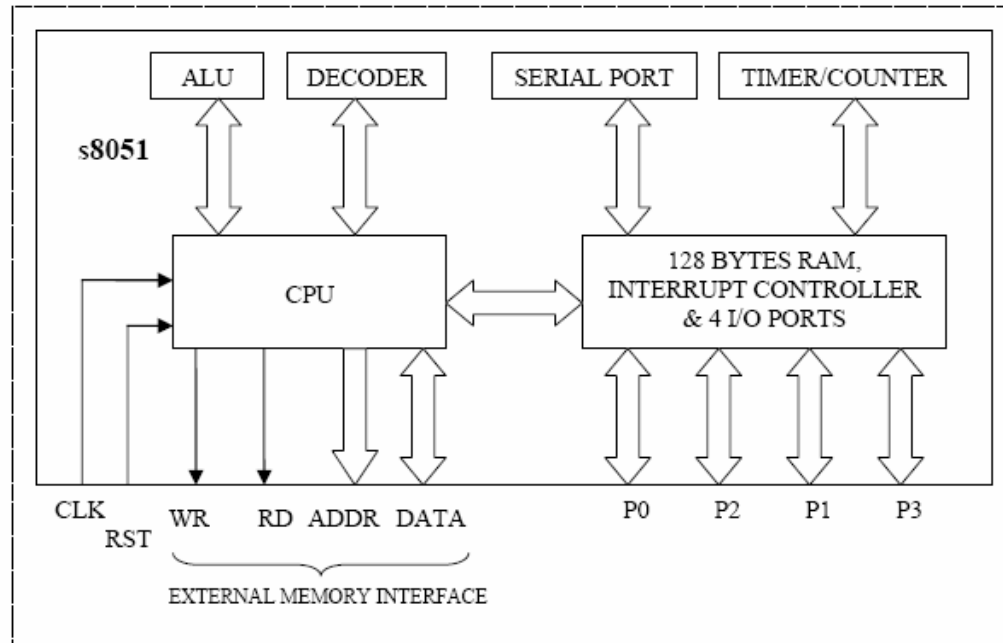 ALU
DECODER
SERIAL PORT
TIMER/COUNTER
s8051
CPU
128 BYTES RAM,
INTERRUPT CONTROLLER
& 4 I/O PORTS
CLK
RST
WR
RD
ADDR
DATA
P0
P2
P1
P3
EXTERNAL MEMORY INTERFACE